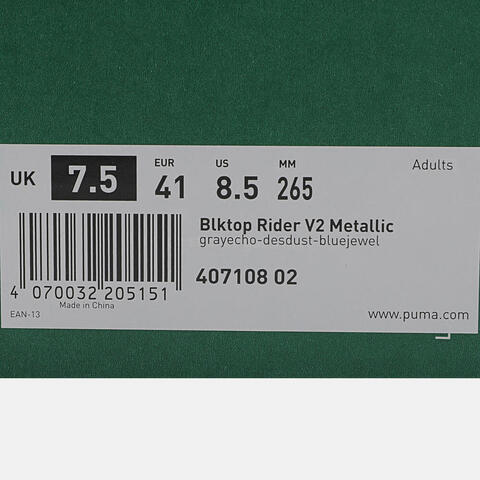 EUR US MM Adults
UK 7.5 41 8.5 265
Blktop Rider V2 Metallic
grayecho-desdust-bluejewel
407108 02
4 070032 205151
Made in China
EAN-13
www.puma.com